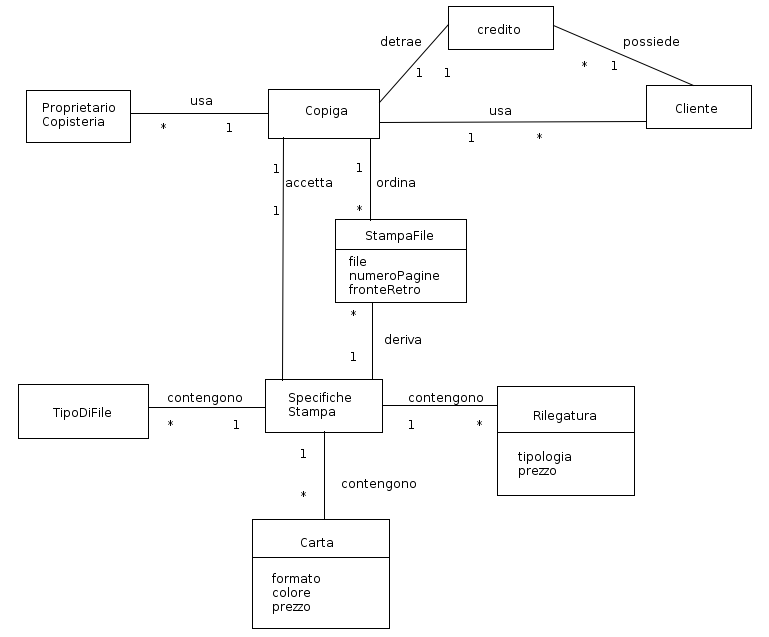 credito
detrae
possiede
* 1
1 1
Proprietario
Copisteria
usa
* 1
Copiga
usa
1 *
Cliente
1
accetta
1
1
ordina
*
StampaFile
file
numeroPagine
fronteRetro
*
deriva
1
TipoDiFile
contengono
* 1
Specifiche
Stampa
contengono
1 *
Rilegatura
tipologia
prezzo
1
contengono
*
Carta
formato
colore
prezzo